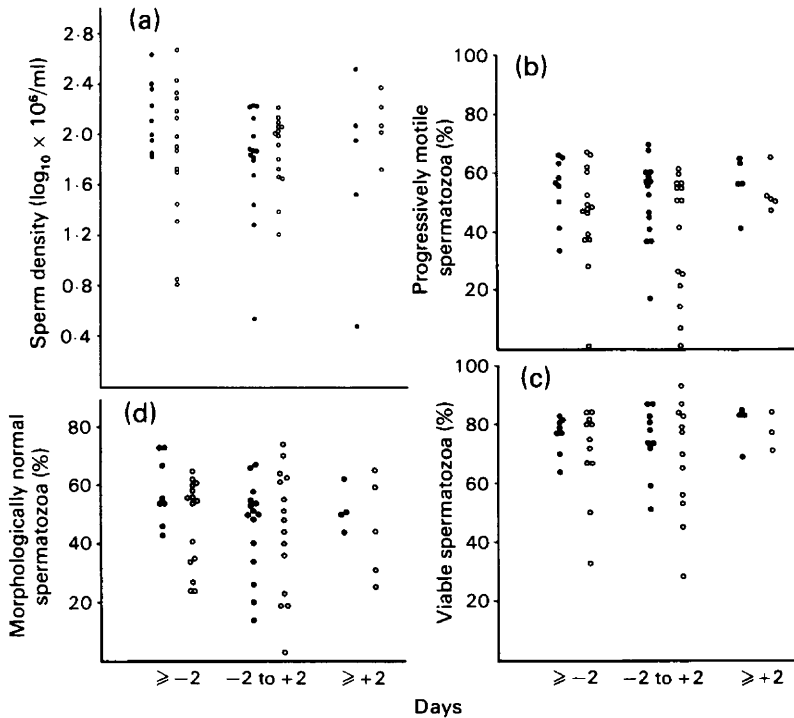 (a)
Sperm density (log₁₀ × 10⁶/ml)
2·8
2·4
2·0
1·6
1·2
0·8
0·4
(b)
Progressively motile
spermatozoa (%)
100
80
60
40
20
(c)
Viable spermatozoa (%)
100
80
60
40
20
(d)
Morphologically normal
spermatozoa (%)
80
60
40
20
⩾ −2
−2 to +2
⩾ +2
⩾ −2
−2 to +2
⩾ +2
Days